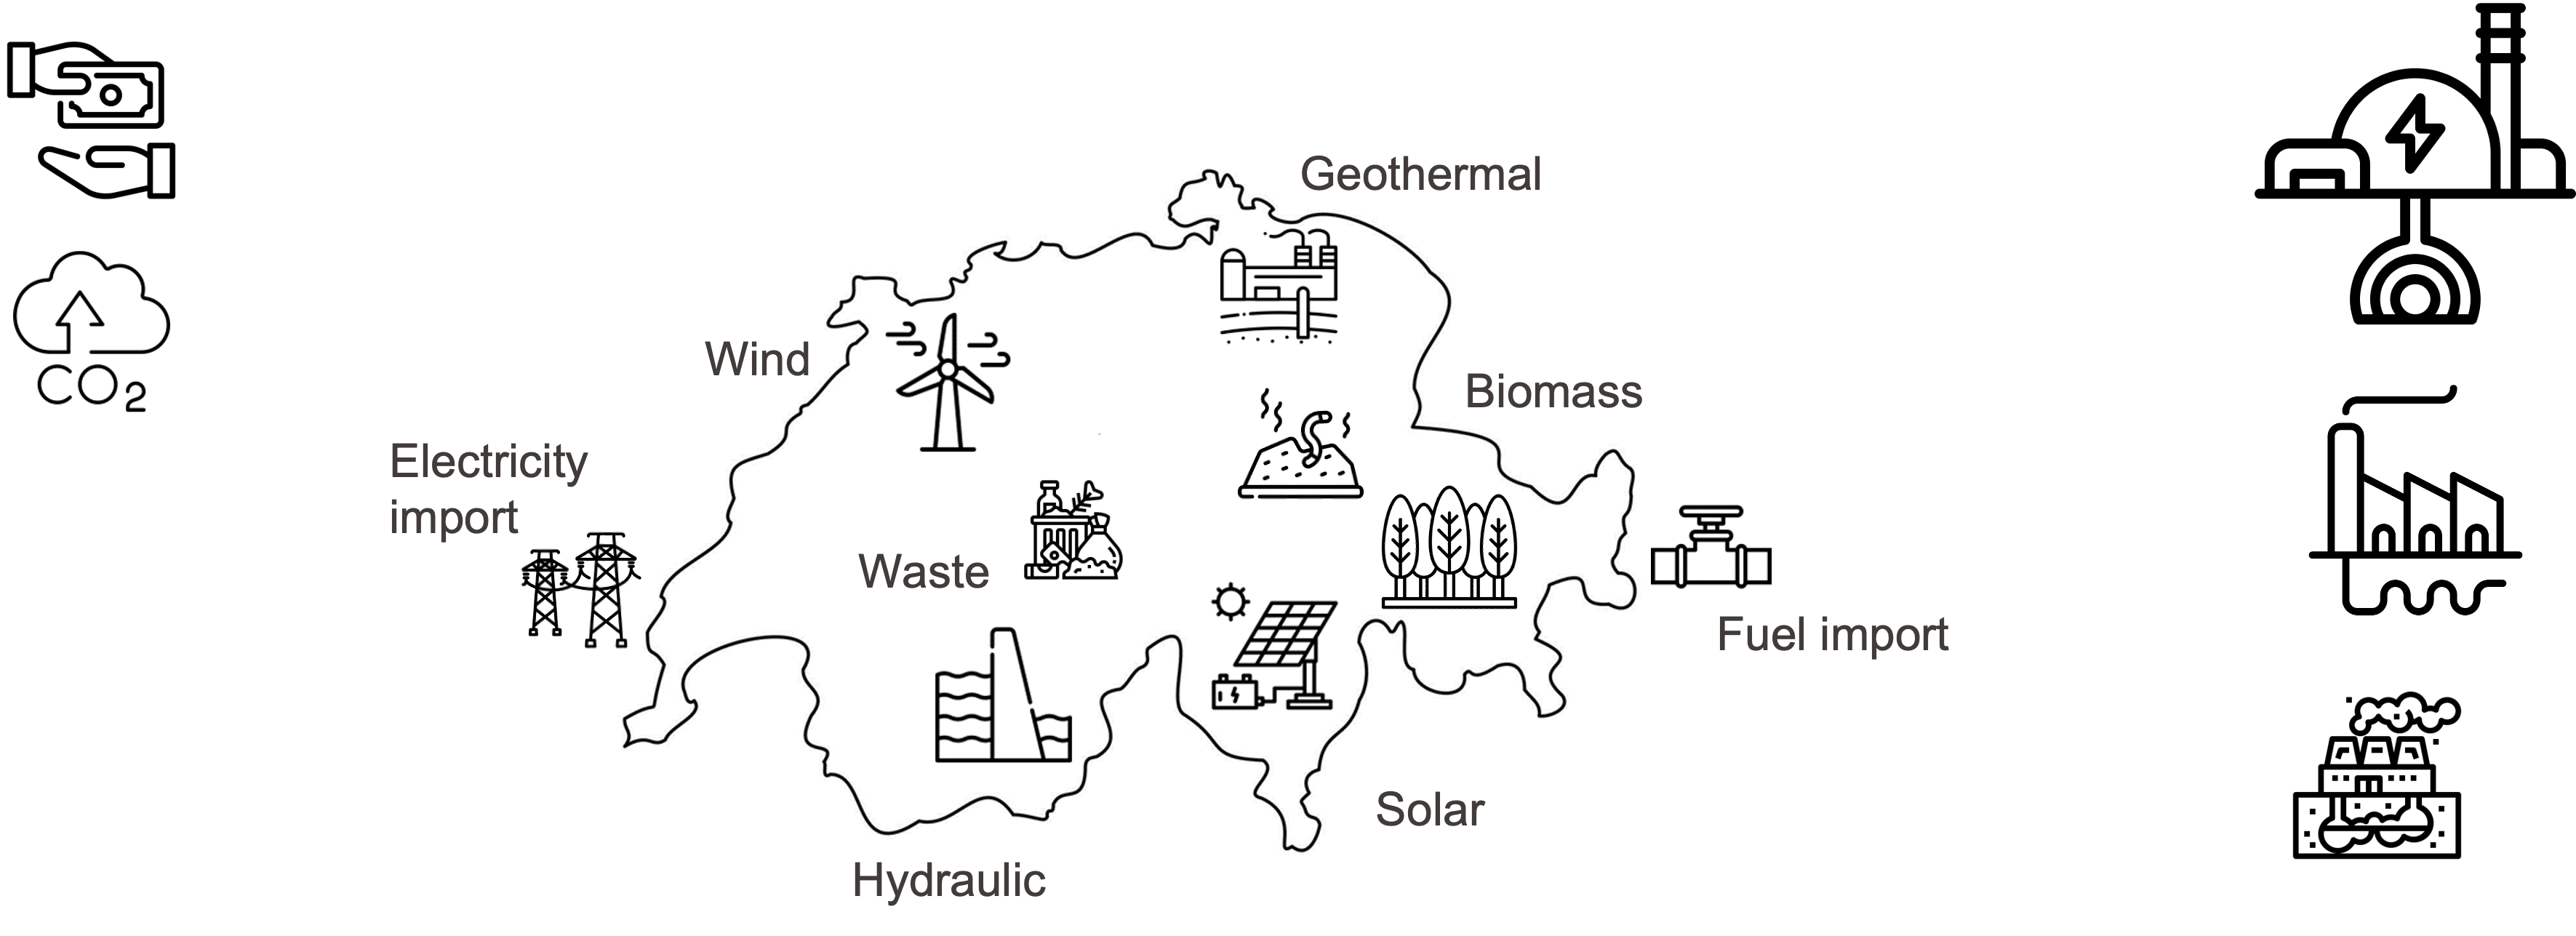 Geothermal
Wind
Biomass
CO2
Electricity
import
Waste
Fuel import
Solar
Hydraulic